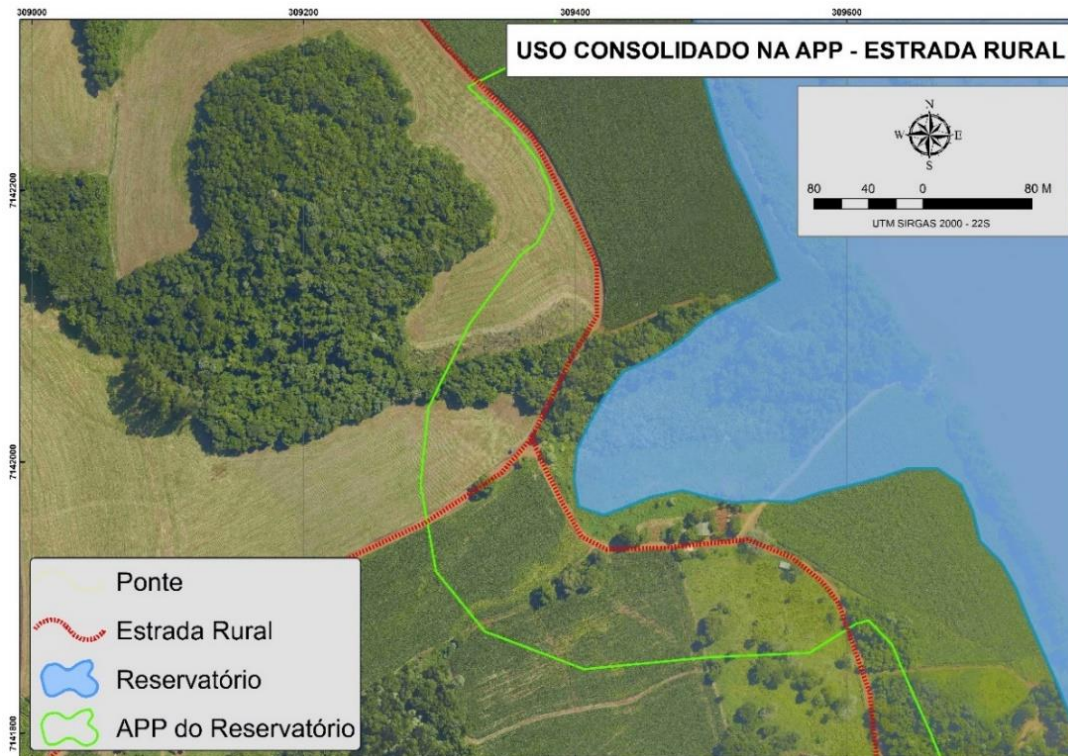 309000 309200 309400 309600
USO CONSOLIDADO NA APP - ESTRADA RURAL
N
W E
S
80 40 0 80 M
UTM SIRGAS 2000 - 22S
7142200
7142000
7141800
Ponte
Estrada Rural
Reservatório
APP do Reservatório